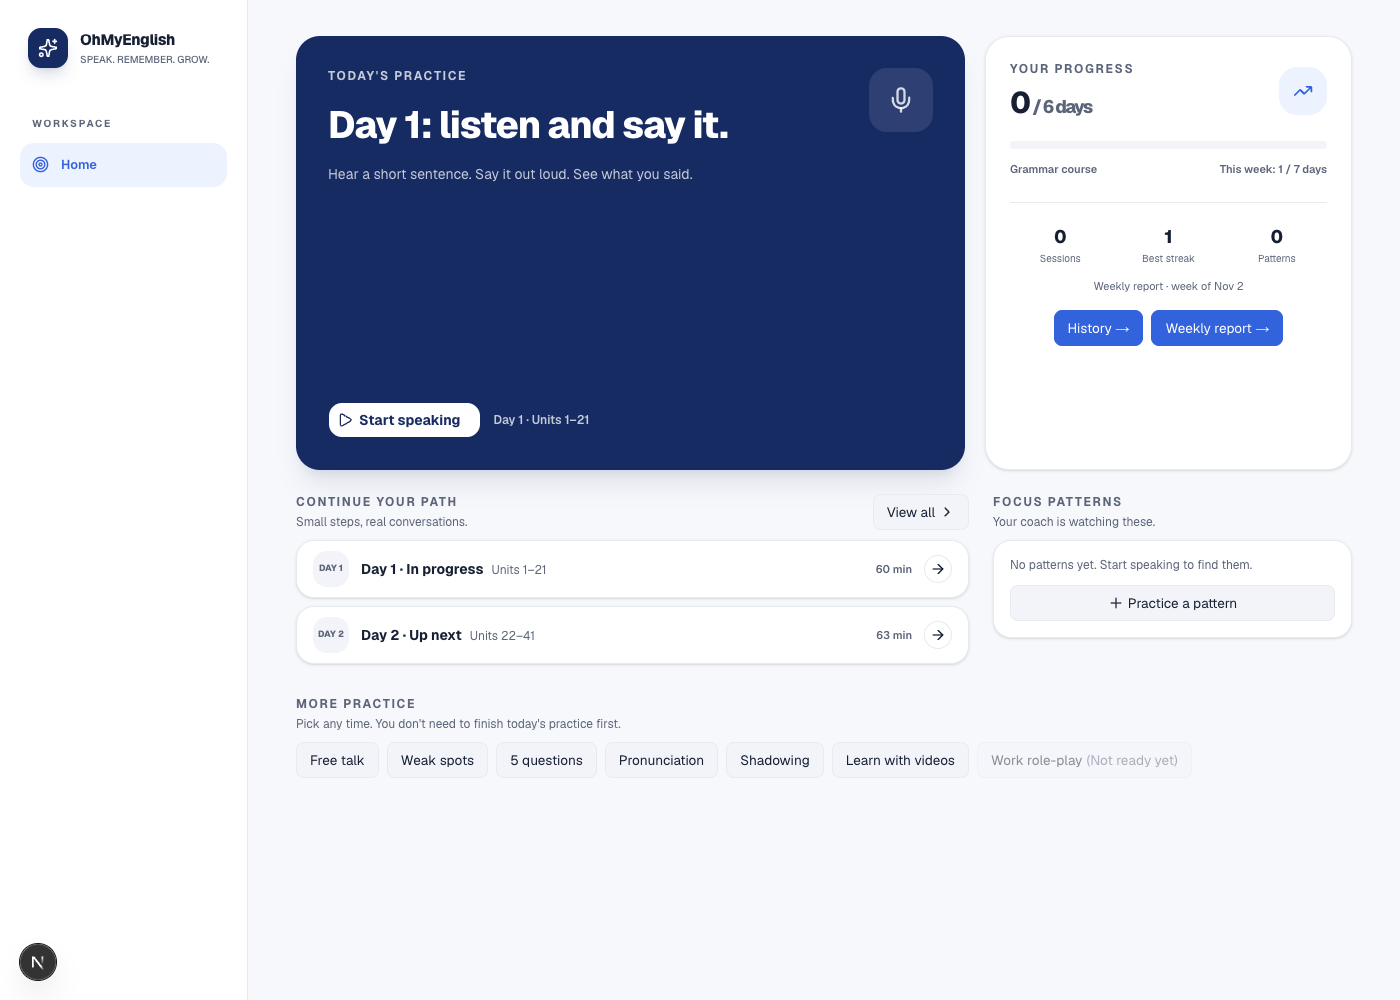 OhMyEnglish
SPEAK. REMEMBER. GROW.
WORKSPACE
Home
TODAY'S PRACTICE
Day 1: listen and say it.
Hear a short sentence. Say it out loud. See what you said.
Start speaking
Day 1 · Units 1–21
YOUR PROGRESS
0 / 6 days
Grammar course
This week: 1 / 7 days
0
Sessions
1
Best streak
0
Patterns
Weekly report · week of Nov 2
History →
Weekly report →
CONTINUE YOUR PATH
Small steps, real conversations.
View all
DAY 1
Day 1 · In progress Units 1–21
60 min
DAY 2
Day 2 · Up next Units 22–41
63 min
FOCUS PATTERNS
Your coach is watching these.
No patterns yet. Start speaking to find them.
Practice a pattern
MORE PRACTICE
Pick any time. You don't need to finish today's practice first.
Free talk
Weak spots
5 questions
Pronunciation
Shadowing
Learn with videos
Work role-play (Not ready yet)
N